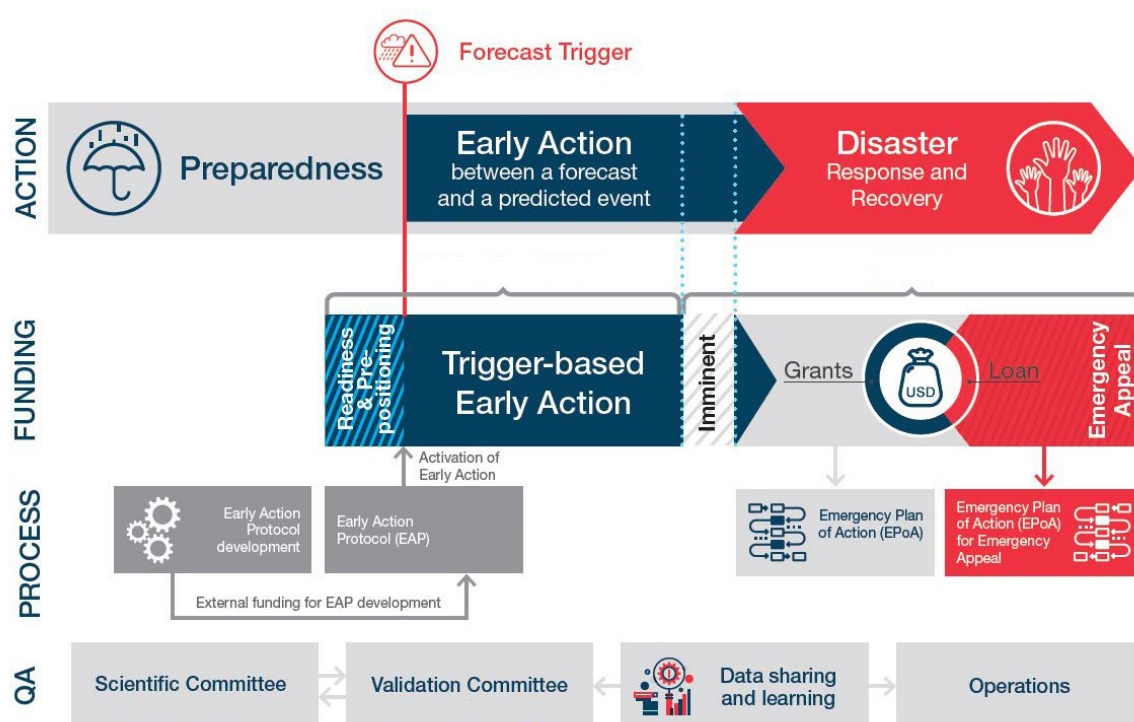 Forecast Trigger
ACTION
Preparedness
Early Action
between a forecast
and a predicted event
Disaster
Response and
Recovery
FUNDING
Readiness
& Pre-
positioning
Trigger-based
Early Action
Imminent
Grants
USD
Loan
Emergency
Appeal
Activation of
Early Action
PROCESS
Early Action
Protocol
development
Early Action
Protocol (EAP)
Emergency Plan
of Action (EPoA)
Emergency Plan
of Action (EPoA)
for Emergency
Appeal
External funding for EAP development
QA
Scientific Committee
Validation Committee
Data sharing
and learning
Operations